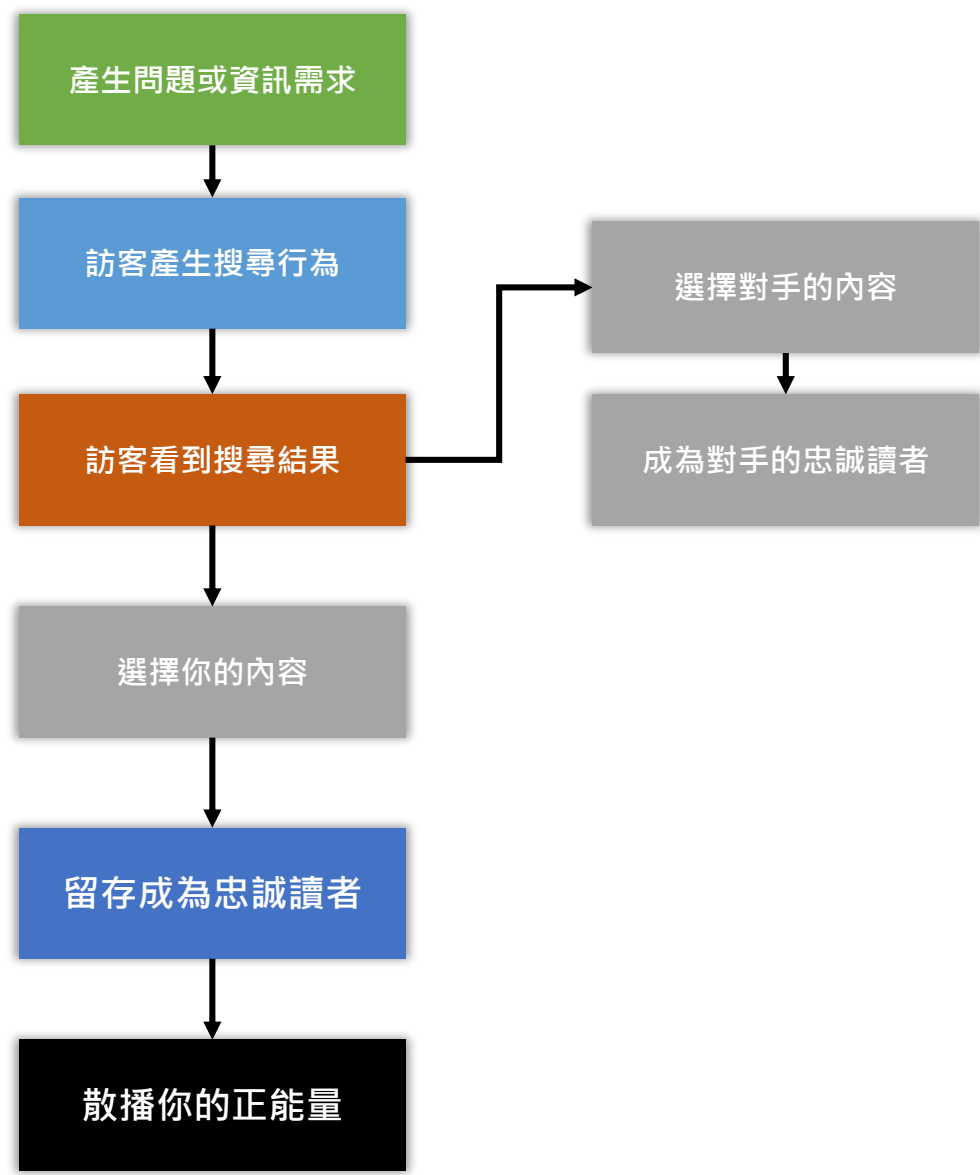 產生問題或資訊需求
訪客產生搜尋行為
訪客看到搜尋結果
選擇對手的內容
成為對手的忠誠讀者
選擇你的內容
留存成為忠誠讀者
散播你的正能量